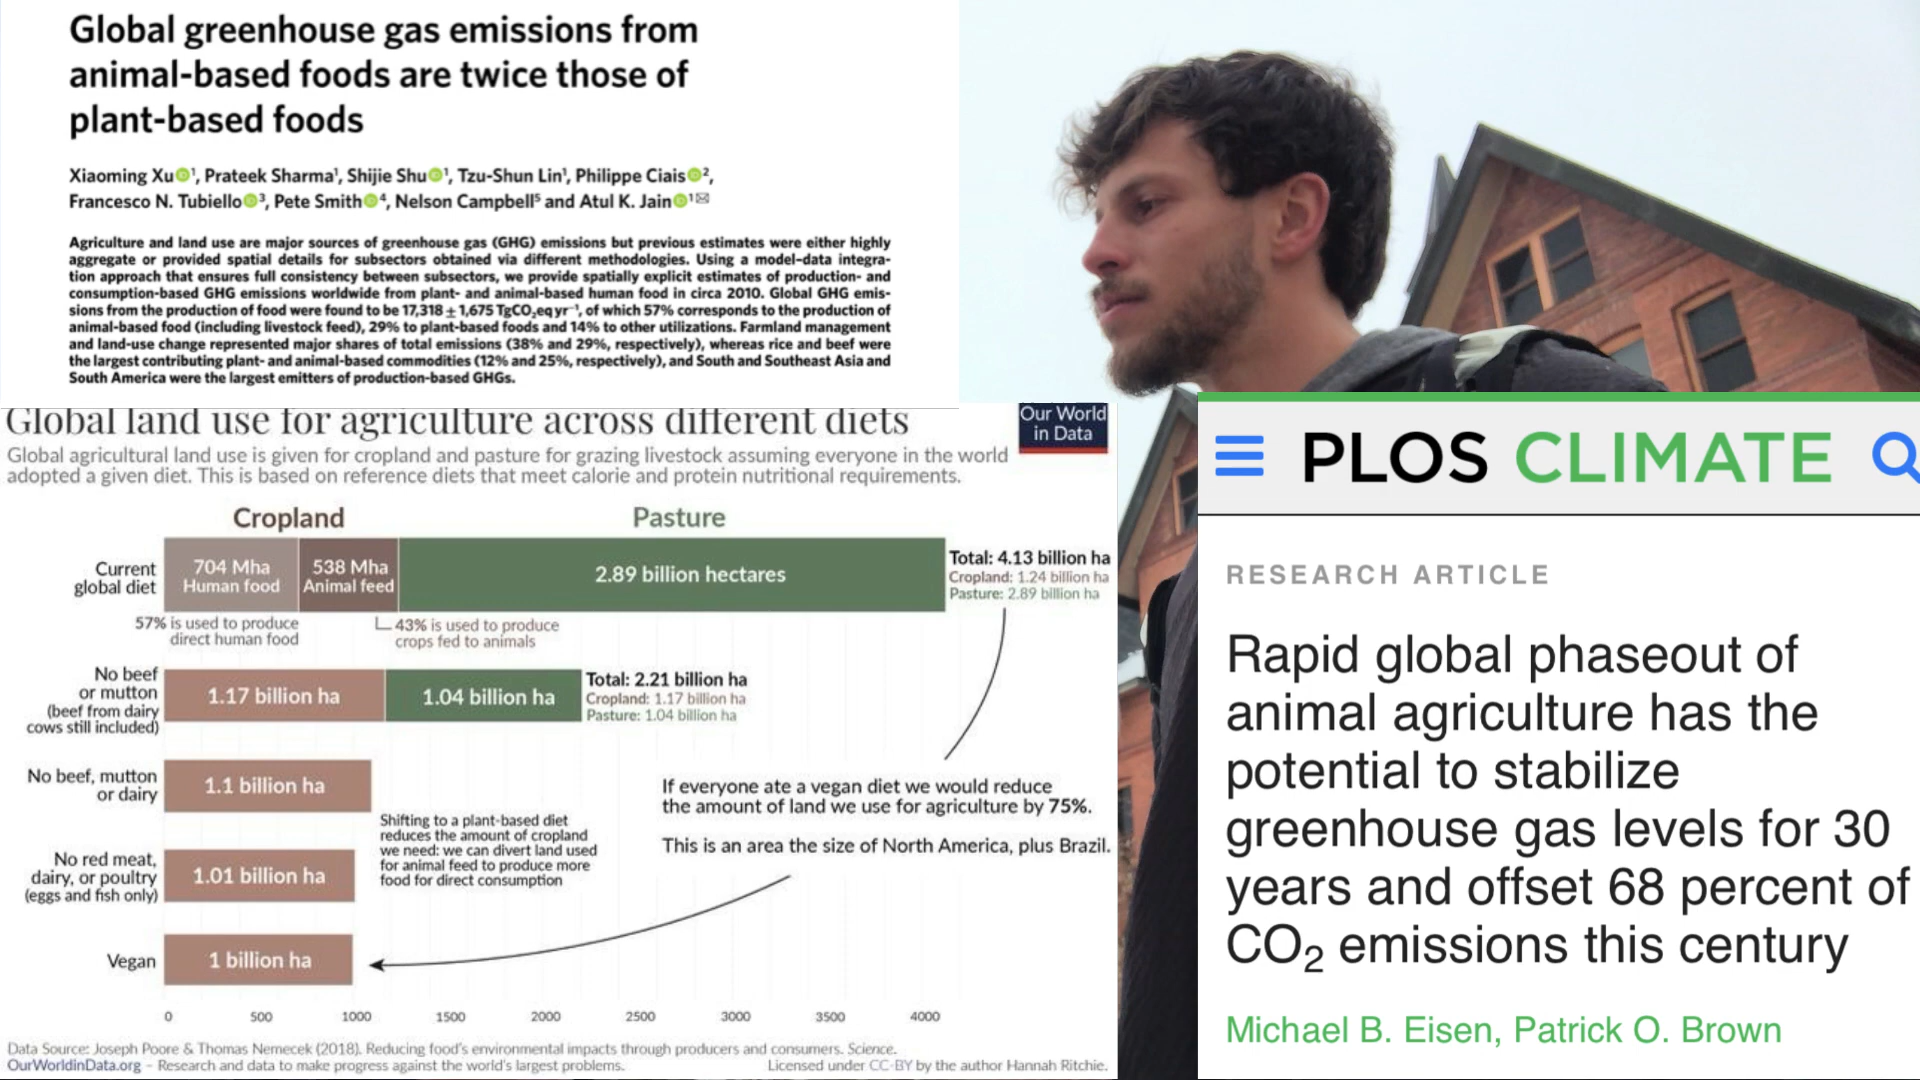 Global greenhouse gas emissions from
animal-based foods are twice those of
plant-based foods
Xiaoming Xu¹, Prateek Sharma¹, Shijie Shu¹, Tzu-Shun Lin¹, Philippe Ciais²,
Francesco N. Tubiello³, Pete Smith⁴, Nelson Campbell⁵ and Atul K. Jain¹✉
Agriculture and land use are major sources of greenhouse gas (GHG) emissions but previous estimates were either highly
aggregate or provided spatial details for subsectors obtained via different methodologies. Using a model–data integra-
tion approach that ensures full consistency between subsectors, we provide spatially explicit estimates of production- and
consumption-based GHG emissions worldwide from plant- and animal-based human food in circa 2010. Global GHG emis-
sions from the production of food were found to be 17,318 ± 1,675 TgCO₂eq yr⁻¹, of which 57% corresponds to the production of
animal-based food (including livestock feed), 29% to plant-based foods and 14% to other utilizations. Farmland management
and land-use change represented major shares of total emissions (38% and 29%, respectively), whereas rice and beef were
the largest contributing plant- and animal-based commodities (12% and 25%, respectively), and South and Southeast Asia and
South America were the largest emitters of production-based GHGs.
Global land use for agriculture across different diets
Our World
in Data
Global agricultural land use is given for cropland and pasture for grazing livestock assuming everyone in the world
adopted a given diet. This is based on reference diets that meet calorie and protein nutritional requirements.
Cropland
Pasture
Current
global diet
704 Mha
Human food
538 Mha
Animal feed
2.89 billion hectares
Total: 4.13 billion ha
Cropland: 1.24 billion ha
Pasture: 2.89 billion ha
57% is used to produce
direct human food
43% is used to produce
crops fed to animals
No beef
or mutton
(beef from dairy
cows still included)
1.17 billion ha
1.04 billion ha
Total: 2.21 billion ha
Cropland: 1.17 billion ha
Pasture: 1.04 billion ha
No beef, mutton
or dairy
1.1 billion ha
If everyone ate a vegan diet we would reduce
the amount of land we use for agriculture by 75%.
This is an area the size of North America, plus Brazil.
Shifting to a plant-based diet
reduces the amount of cropland
we need: we can divert land used
for animal feed to produce more
food for direct consumption
No red meat,
dairy, or poultry
(eggs and fish only)
1.01 billion ha
Vegan
1 billion ha
0 500 1000 1500 2000 2500 3000 3500 4000
Data Source: Joseph Poore & Thomas Nemecek (2018). Reducing food's environmental impacts through producers and consumers. Science.
OurWorldinData.org – Research and data to make progress against the world's largest problems.
Licensed under CC-BY by the author Hannah Ritchie.
PLOS CLIMATE
RESEARCH ARTICLE
Rapid global phaseout of
animal agriculture has the
potential to stabilize
greenhouse gas levels for 30
years and offset 68 percent of
CO₂ emissions this century
Michael B. Eisen, Patrick O. Brown